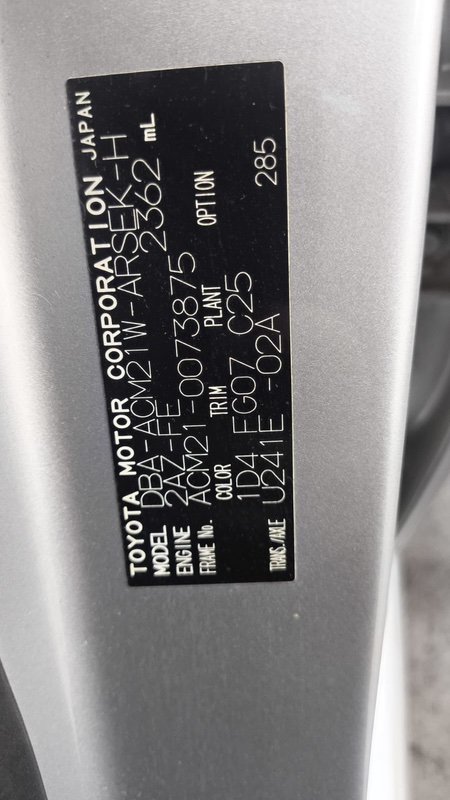 TOYOTA MOTOR CORPORATION JAPAN
MODEL DBA-ACM21W-ARSEK-H
ENGINE 2AZ-FE 2362 mL
FRAME No. ACM21-0073875
COLOR TRIM PLANT OPTION
1D4 FG07 C25 285
TRANS./AXLE U241E -02A